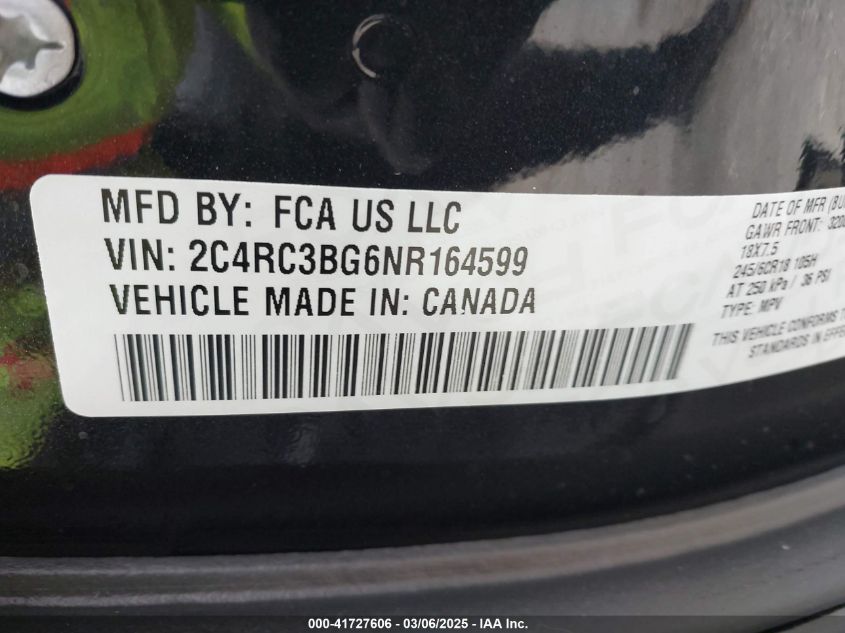 MFD BY: FCA US LLC
VIN: 2C4RC3BG6NR164599
VEHICLE MADE IN: CANADA
DATE OF MFR
GAWR FRONT:
18X7.5
245/60R18 105H
AT 250 kPa / 36 PSI
TYPE: MPV
THIS VEHICLE CONFORMS
STANDARDS IN EFFEC
000-41727606 - 03/06/2025 - IAA Inc.